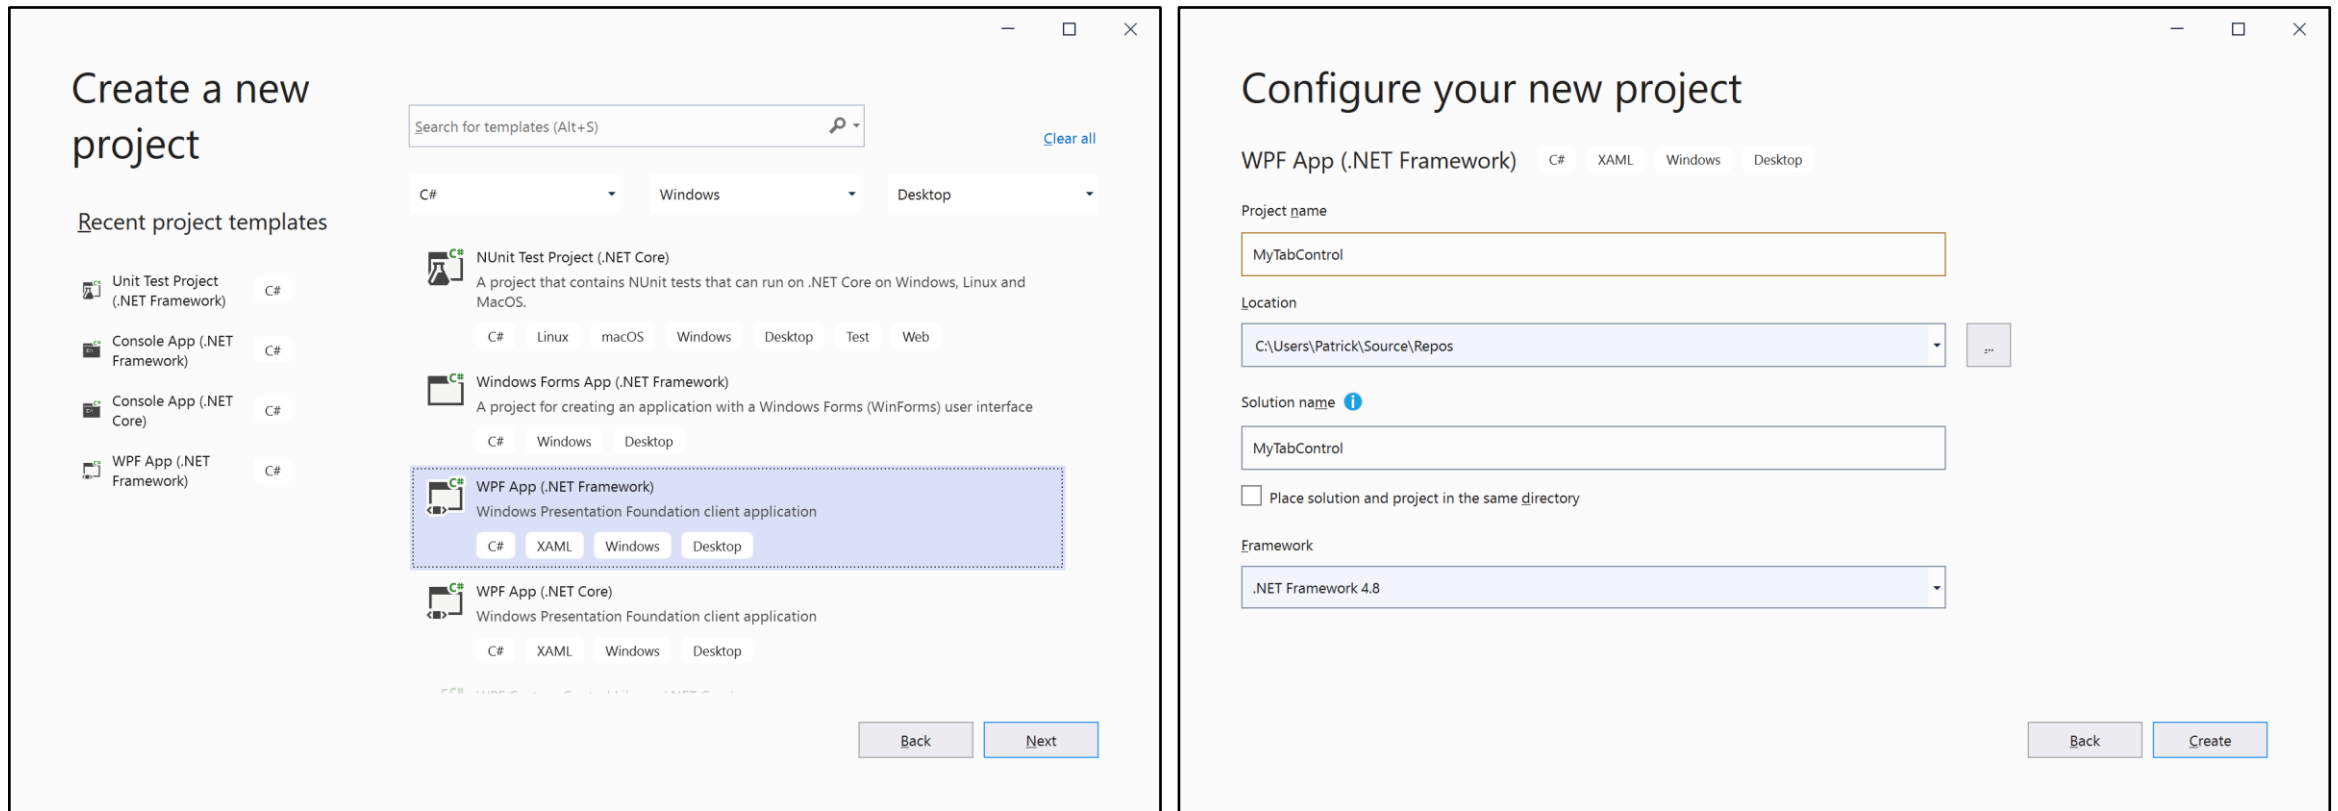 Create a new
project
Search for templates (Alt+S)
Clear all
C# Windows Desktop
Recent project templates
Unit Test Project
(.NET Framework)
C#
Console App (.NET
Framework)
C#
Console App (.NET
Core)
C#
WPF App (.NET
Framework)
C#
NUnit Test Project (.NET Core)
A project that contains NUnit tests that can run on .NET Core on Windows, Linux and
MacOS.
C# Linux macOS Windows Desktop Test Web
Windows Forms App (.NET Framework)
A project for creating an application with a Windows Forms (WinForms) user interface
C# Windows Desktop
WPF App (.NET Framework)
Windows Presentation Foundation client application
C# XAML Windows Desktop
WPF App (.NET Core)
Windows Presentation Foundation client application
C# XAML Windows Desktop
Back Next
Configure your new project
WPF App (.NET Framework) C# XAML Windows Desktop
Project name
MyTabControl
Location
C:\Users\Patrick\Source\Repos
...
Solution name
MyTabControl
Place solution and project in the same directory
Framework
.NET Framework 4.8
Back Create